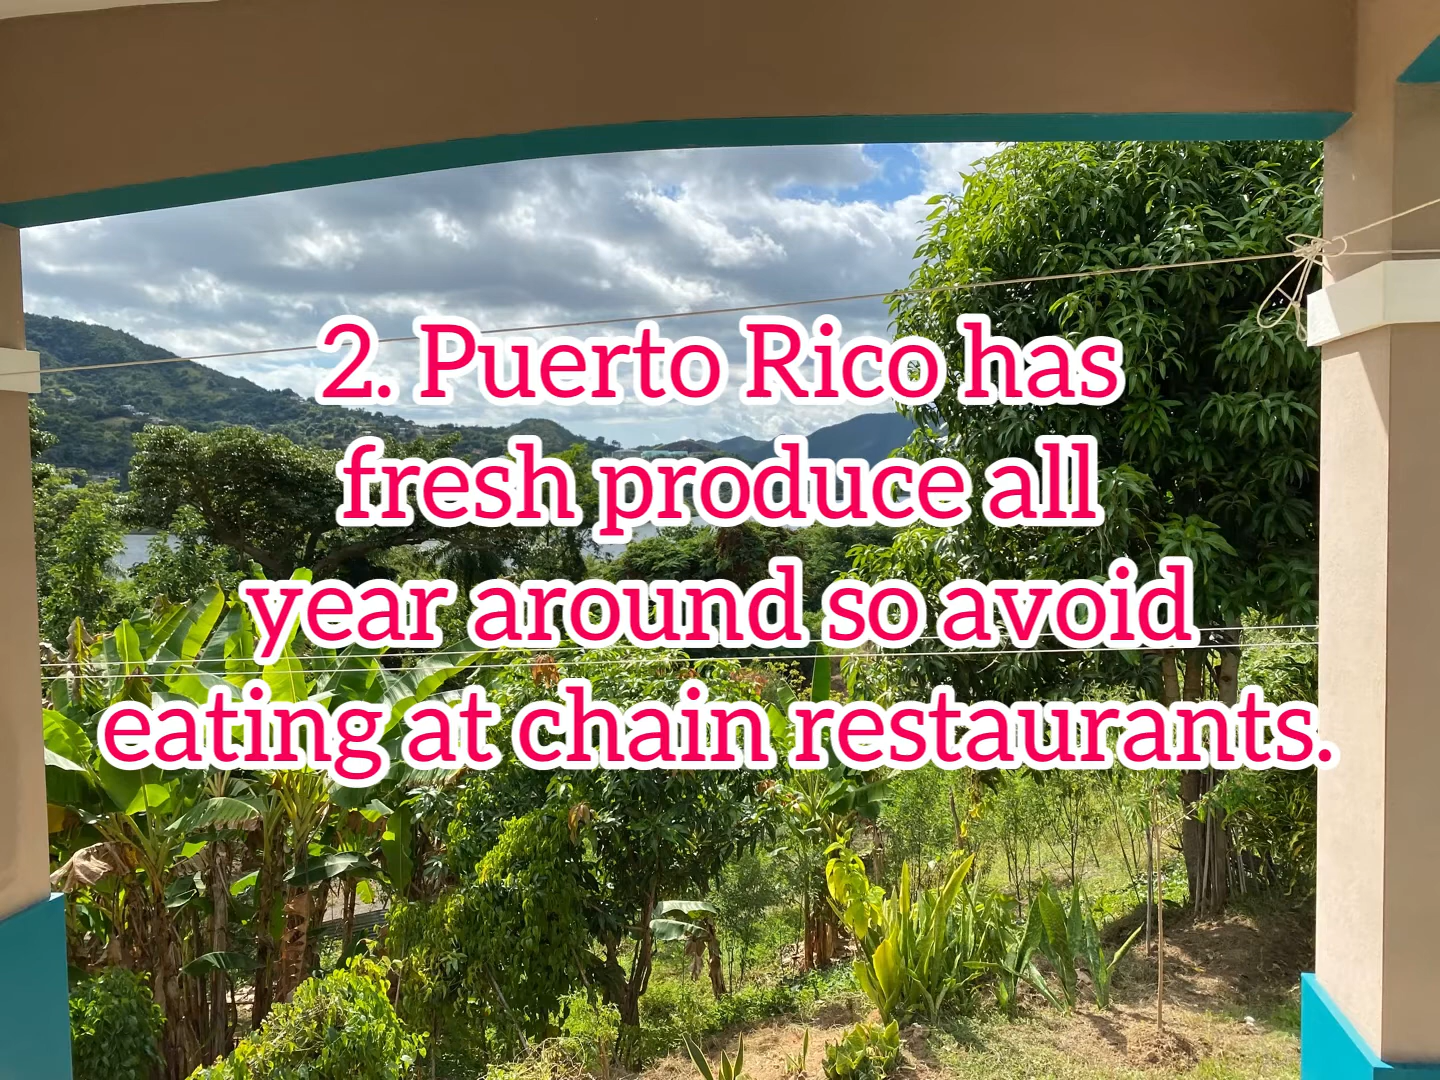 2. Puerto Rico has
fresh produce all
year around so avoid
eating at chain restaurants.